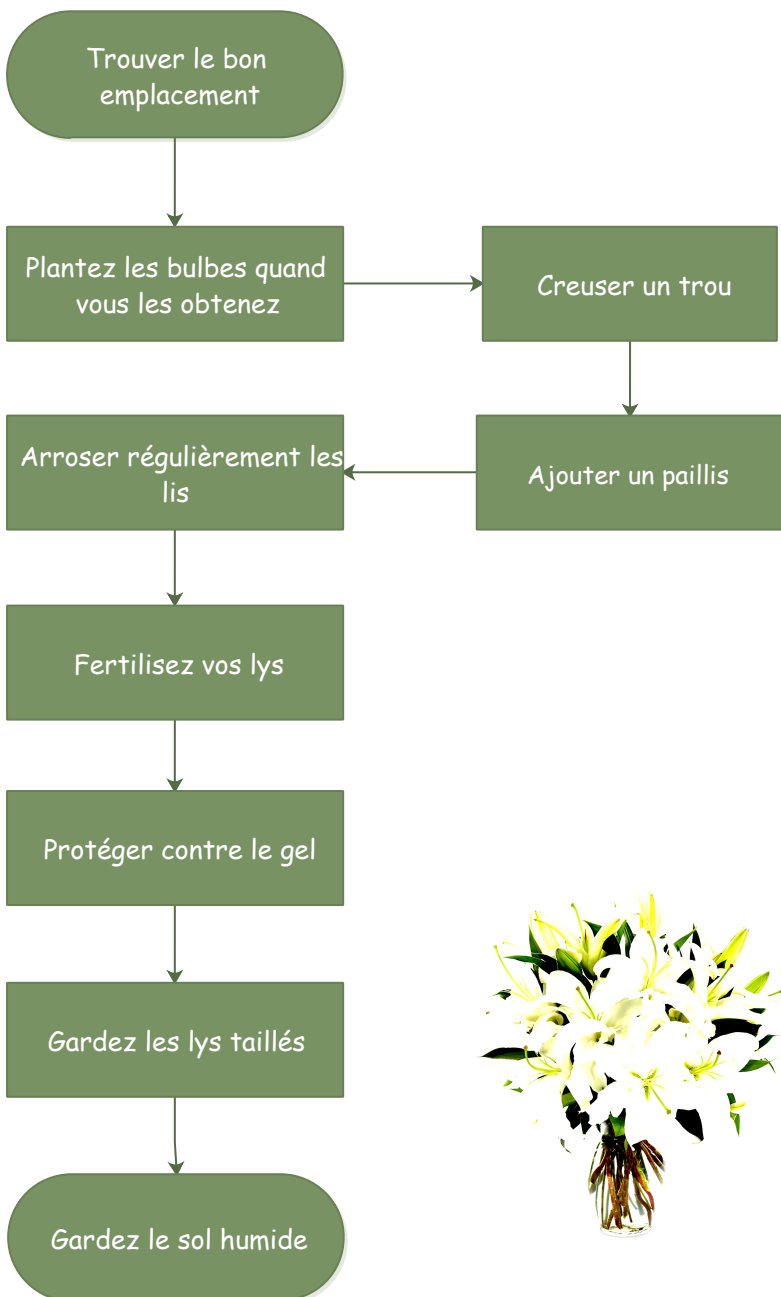 Trouver le bon
emplacement
Plantez les bulbes quand
vous les obtenez
Creuser un trou
Ajouter un paillis
Arroser régulièrement les
lis
Fertilisez vos lys
Protéger contre le gel
Gardez les lys taillés
Gardez le sol humide